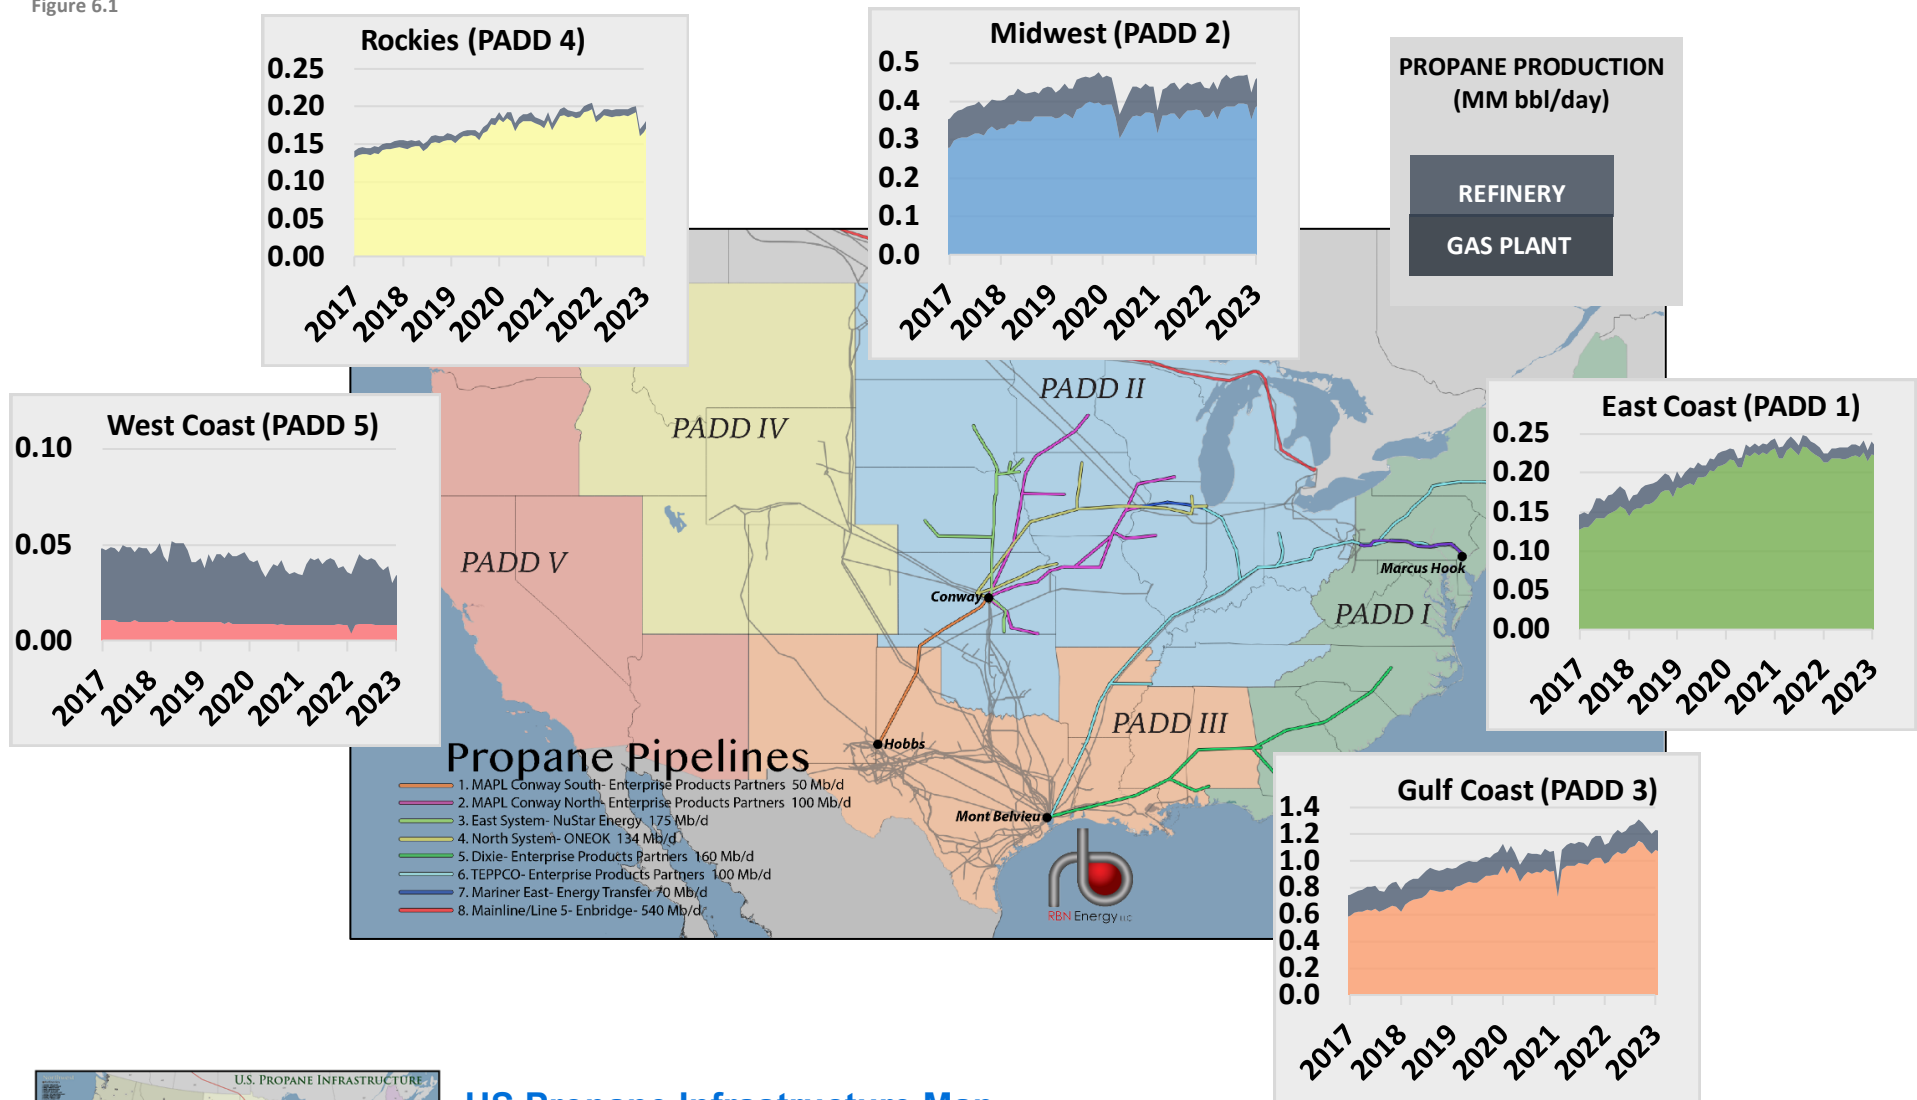 Figure 6.1
Rockies (PADD 4)
0.25
0.20
0.15
0.10
0.05
0.00
2017 2018 2019 2020 2021 2022 2023
Midwest (PADD 2)
0.5
0.4
0.3
0.2
0.1
0.0
2017 2018 2019 2020 2021 2022 2023
PROPANE PRODUCTION
(MM bbl/day)
REFINERY
GAS PLANT
West Coast (PADD 5)
0.10
0.05
0.00
2017 2018 2019 2020 2021 2022 2023
East Coast (PADD 1)
0.25
0.20
0.15
0.10
0.05
0.00
2017 2018 2019 2020 2021 2022 2023
PADD II
PADD IV
PADD V
Conway
Marcus Hook
PADD I
PADD III
Hobbs
Mont Belvieu
Propane Pipelines
1. MAPL Conway South- Enterprise Products Partners 50 Mb/d
2. MAPL Conway North- Enterprise Products Partners 100 Mb/d
3. East System- NuStar Energy 175 Mb/d
4. North System- ONEOK 134 Mb/d
5. Dixie- Enterprise Products Partners 160 Mb/d
6. TEPPCO- Enterprise Products Partners 100 Mb/d
7. Mariner East- Energy Transfer 70 Mb/d
8. Mainline/Line 5- Enbridge- 540 Mb/d
RBN Energy LLC
Gulf Coast (PADD 3)
1.4
1.2
1.0
0.8
0.6
0.4
0.2
0.0
2017 2018 2019 2020 2021 2022 2023
U.S. PROPANE INFRASTRUCTURE
US Propane Infrastructure Map